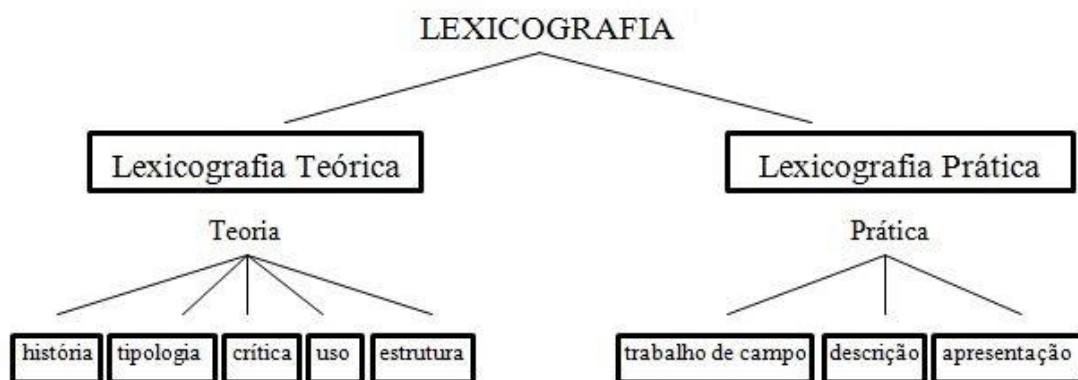 LEXICOGRAFIA
Lexicografia Teórica
Lexicografia Prática
Teoria
Prática
história
tipologia
crítica
uso
estrutura
trabalho de campo
descrição
apresentação